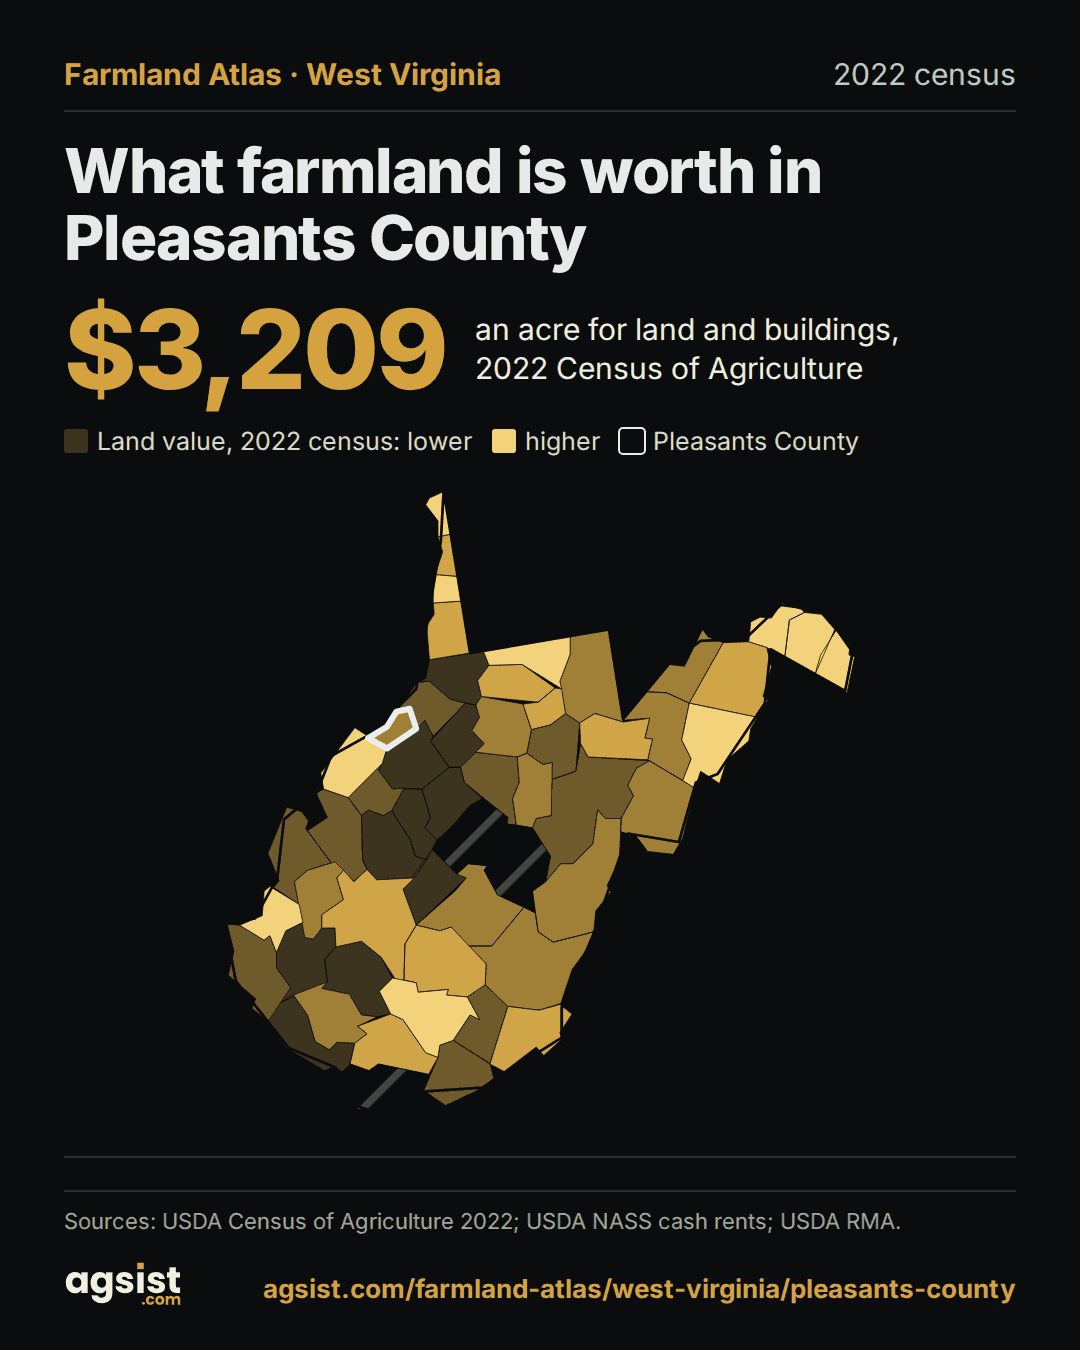 Farmland Atlas · West Virginia
2022 census
What farmland is worth in
Pleasants County
$3,209
an acre for land and buildings,
2022 Census of Agriculture
Land value, 2022 census: lower
higher
Pleasants County
Sources: USDA Census of Agriculture 2022; USDA NASS cash rents; USDA RMA.
agsist
.com
agsist.com/farmland-atlas/west-virginia/pleasants-county